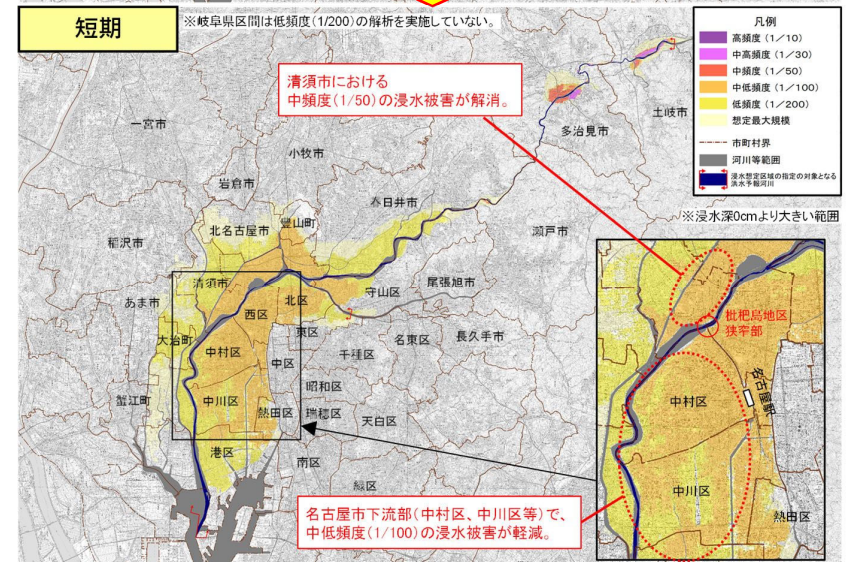 短期
※岐阜県区間は低頻度(1/200)の解析を実施していない。
凡例
高頻度(1/10)
中高頻度(1/30)
中頻度(1/50)
中低頻度(1/100)
低頻度(1/200)
想定最大規模
市町村界
河川等範囲
浸水想定区域の指定の対象となる
洪水予報河川
※浸水深0cmより大きい範囲
清須市における
中頻度(1/50)の浸水被害が解消。
一宮市
小牧市
岩倉市
春日井市
多治見市
土岐市
稲沢市
北名古屋市
豊山町
瀬戸市
清須市
あま市
西区
北区
守山区
尾張旭市
大治町
東区
名東区
長久手市
中村区
中区
千種区
昭和区
蟹江町
中川区
熱田区
瑞穂区
天白区
港区
南区
緑区
枇杷島地区
狭窄部
名古屋駅
中村区
中川区
熱田区
名古屋市下流部(中村区、中川区等)で、
中低頻度(1/100)の浸水被害が軽減。